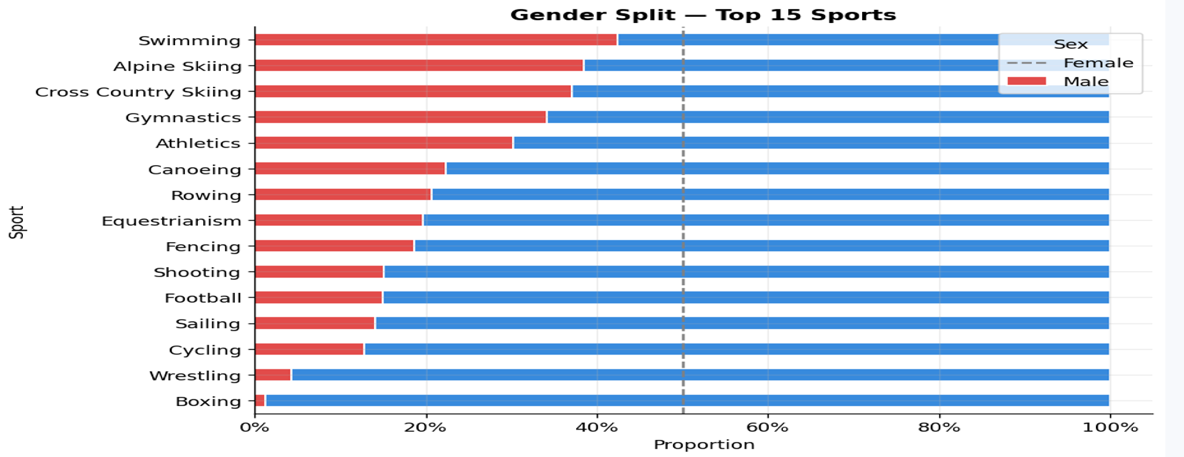 Gender Split — Top 15 Sports
Sex
Female
Male
Sport
Swimming
Alpine Skiing
Cross Country Skiing
Gymnastics
Athletics
Canoeing
Rowing
Equestrianism
Fencing
Shooting
Football
Sailing
Cycling
Wrestling
Boxing
0% 20% 40% 60% 80% 100%
Proportion